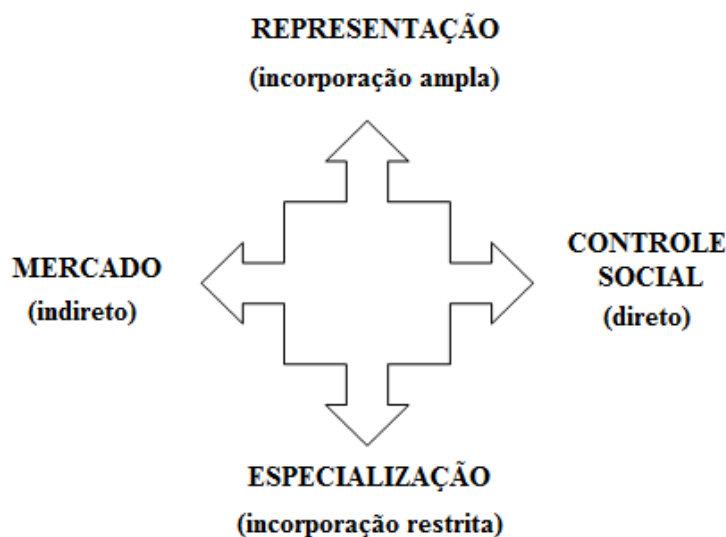 REPRESENTAÇÃO
(incorporação ampla)
MERCADO
(indireto)
CONTROLE
SOCIAL
(direto)
ESPECIALIZAÇÃO
(incorporação restrita)